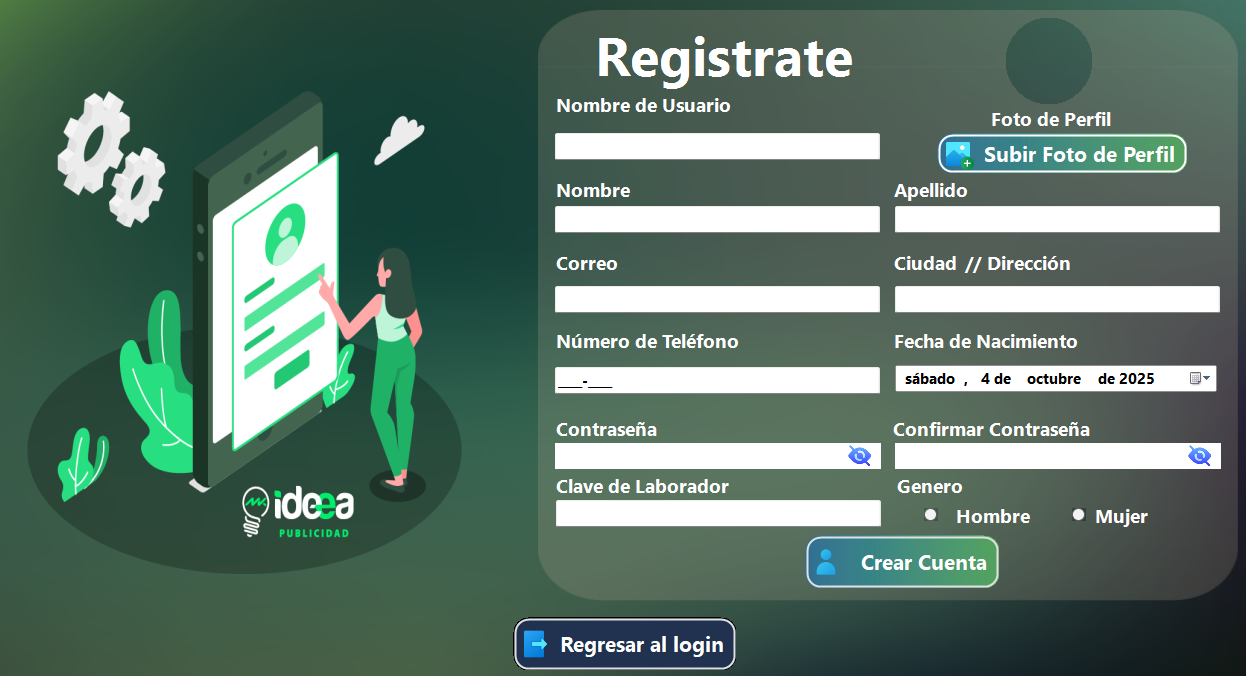 Registrate
Nombre de Usuario
Foto de Perfil
Subir Foto de Perfil
Nombre
Apellido
Correo
Ciudad // Dirección
Número de Teléfono
Fecha de Nacimiento
___-___
sábado , 4 de octubre de 2025
Contraseña
Confirmar Contraseña
Clave de Laborador
Genero
Hombre
Mujer
ideea
PUBLICIDAD
Crear Cuenta
Regresar al login